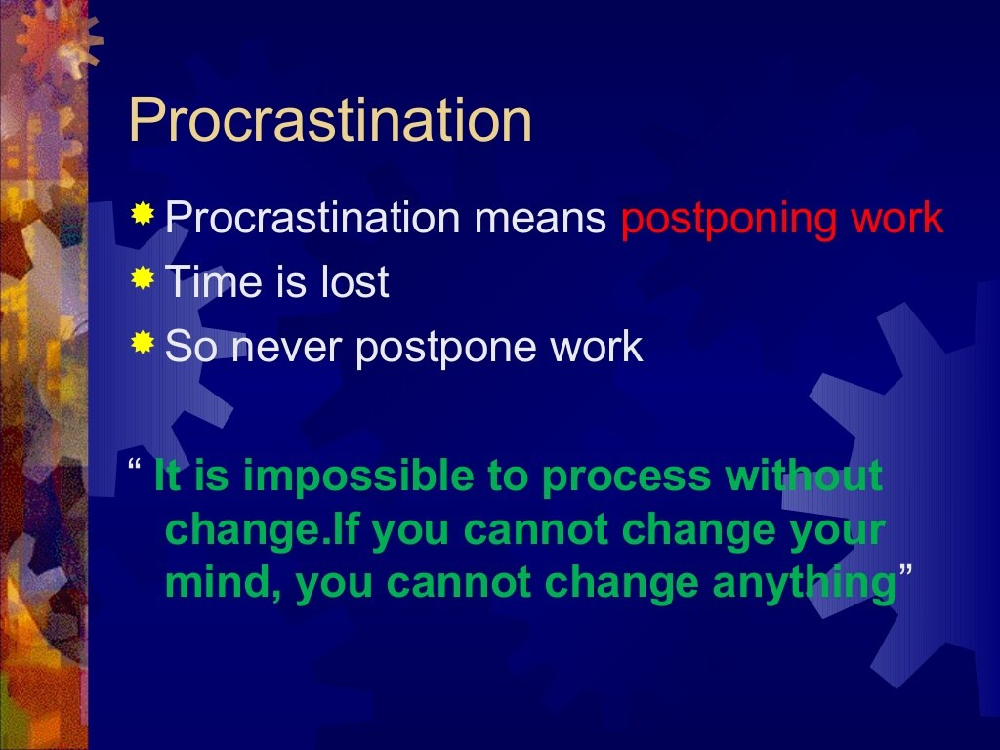 Procrastination
Procrastination means postponing work
Time is lost
So never postpone work
“ It is impossible to process without
change.If you cannot change your
mind, you cannot change anything”